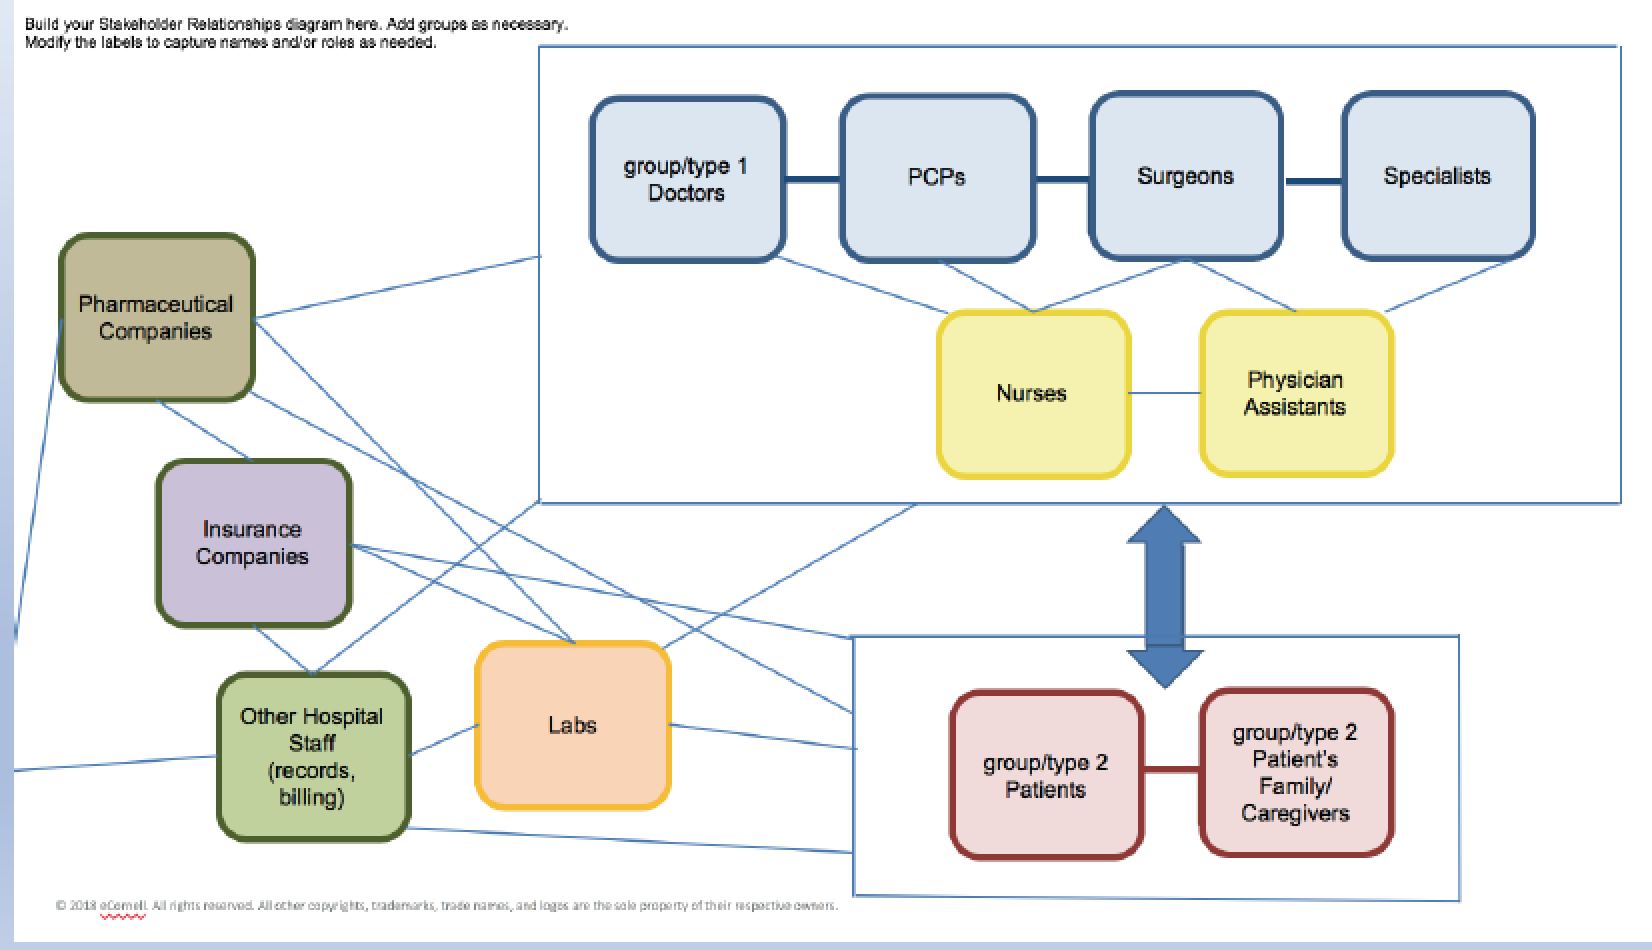 Build your Stakeholder Relationships diagram here. Add groups as necessary.
Modify the labels to capture names and/or roles as needed.
group/type 1
Doctors
PCPs
Surgeons
Specialists
Pharmaceutical
Companies
Nurses
Physician
Assistants
Insurance
Companies
Other Hospital
Staff
(records,
billing)
Labs
group/type 2
Patients
group/type 2
Patient's
Family/
Caregivers
© 2018 eCornell. All rights reserved. All other copyrights, trademarks, trade names, and logos are the sole property of their respective owners.